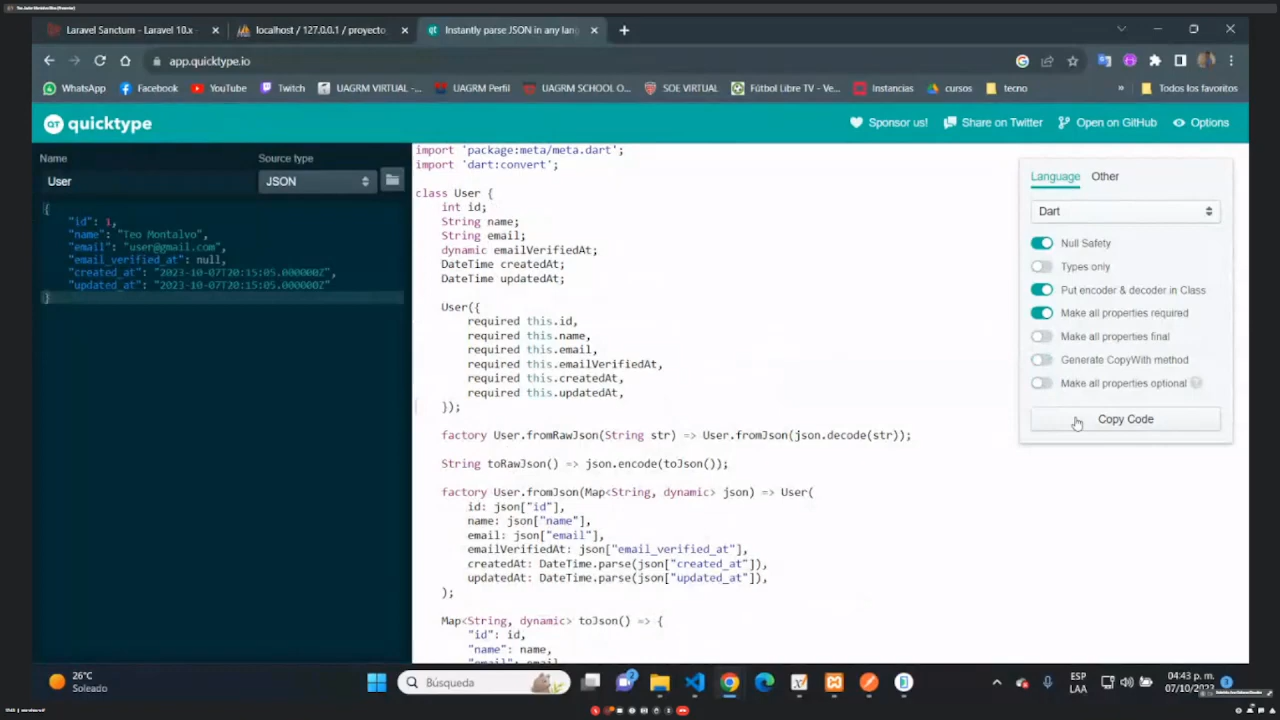 Laravel Sanctum - Laravel 10.x
localhost / 127.0.0.1 / proyecto
Instantly parse JSON in any lang
app.quicktype.io
WhatsApp
Facebook
YouTube
Twitch
UAGRM VIRTUAL -...
UAGRM Perfil
UAGRM SCHOOL O...
SOE VIRTUAL
Fútbol Libre TV - Ve...
Instancias
cursos
tecno
»
Todos los favoritos
QT quicktype
Sponsor us!
Share on Twitter
Open on GitHub
Options
Name
Source type
User
JSON
{
"id": 1,
"name": "Teo Montalvo",
"email": "user@gmail.com",
"email_verified_at": null,
"created_at": "2023-10-07T20:15:05.000000Z",
"updated_at": "2023-10-07T20:15:05.000000Z"
}
import 'package:meta/meta.dart';
import 'dart:convert';
class User {
int id;
String name;
String email;
dynamic emailVerifiedAt;
DateTime createdAt;
DateTime updatedAt;
User({
required this.id,
required this.name,
required this.email,
required this.emailVerifiedAt,
required this.createdAt,
required this.updatedAt,
});
factory User.fromRawJson(String str) => User.fromJson(json.decode(str));
String toRawJson() => json.encode(toJson());
factory User.fromJson(Map<String, dynamic> json) => User(
id: json["id"],
name: json["name"],
email: json["email"],
emailVerifiedAt: json["email_verified_at"],
createdAt: DateTime.parse(json["created_at"]),
updatedAt: DateTime.parse(json["updated_at"]),
);
Map<String, dynamic> toJson() => {
"id": id,
"name": name,
Language
Other
Dart
Null Safety
Types only
Put encoder & decoder in Class
Make all properties required
Make all properties final
Generate CopyWith method
Make all properties optional ?
Copy Code
26°C
Soleado
Búsqueda
ESP
LAA
04:43 p. m.
07/10/2023